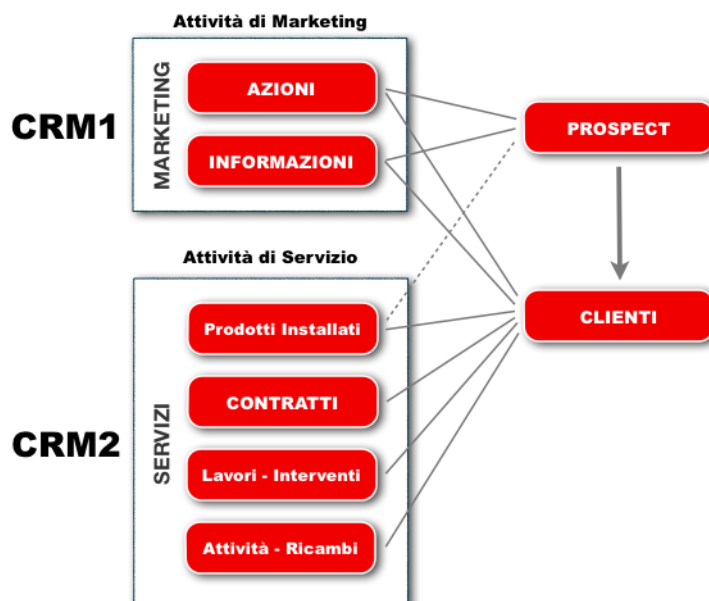 Attività di Marketing
CRM1
MARKETING
AZIONI
INFORMAZIONI
PROSPECT
Attività di Servizio
CLIENTI
CRM2
SERVIZI
Prodotti Installati
CONTRATTI
Lavori - Interventi
Attività - Ricambi